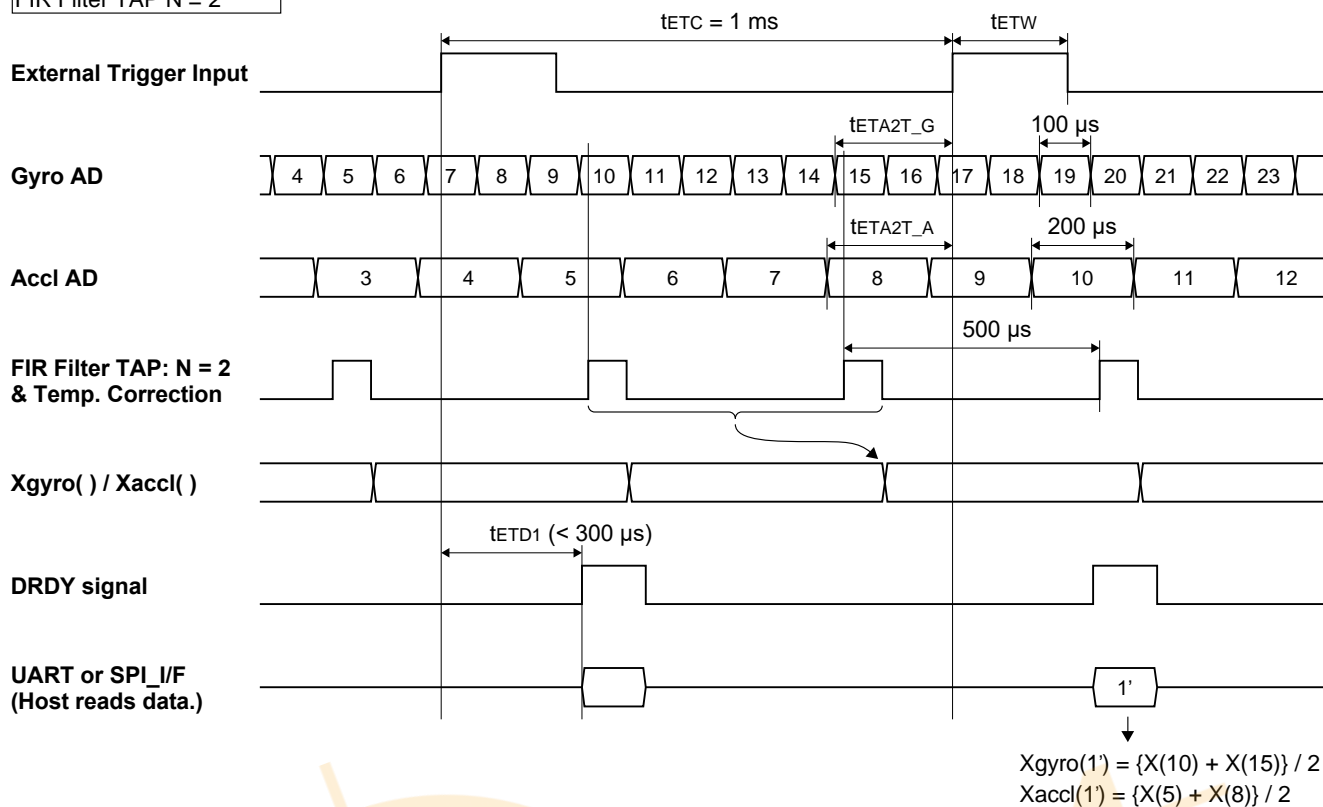 FIR Filter TAP N = 2
tETC = 1 ms tETW
External Trigger Input
tETA2T_G 100 µs
Gyro AD 4 5 6 7 8 9 10 11 12 13 14 15 16 17 18 19 20 21 22 23
tETA2T_A 200 µs
Accl AD 3 4 5 6 7 8 9 10 11 12
500 µs
FIR Filter TAP: N = 2
& Temp. Correction
Xgyro( ) / Xaccl( )
tETD1 (< 300 µs)
DRDY signal
UART or SPI_I/F
(Host reads data.)
1'
Xgyro(1') = {X(10) + X(15)} / 2
Xaccl(1') = {X(5) + X(8)} / 2